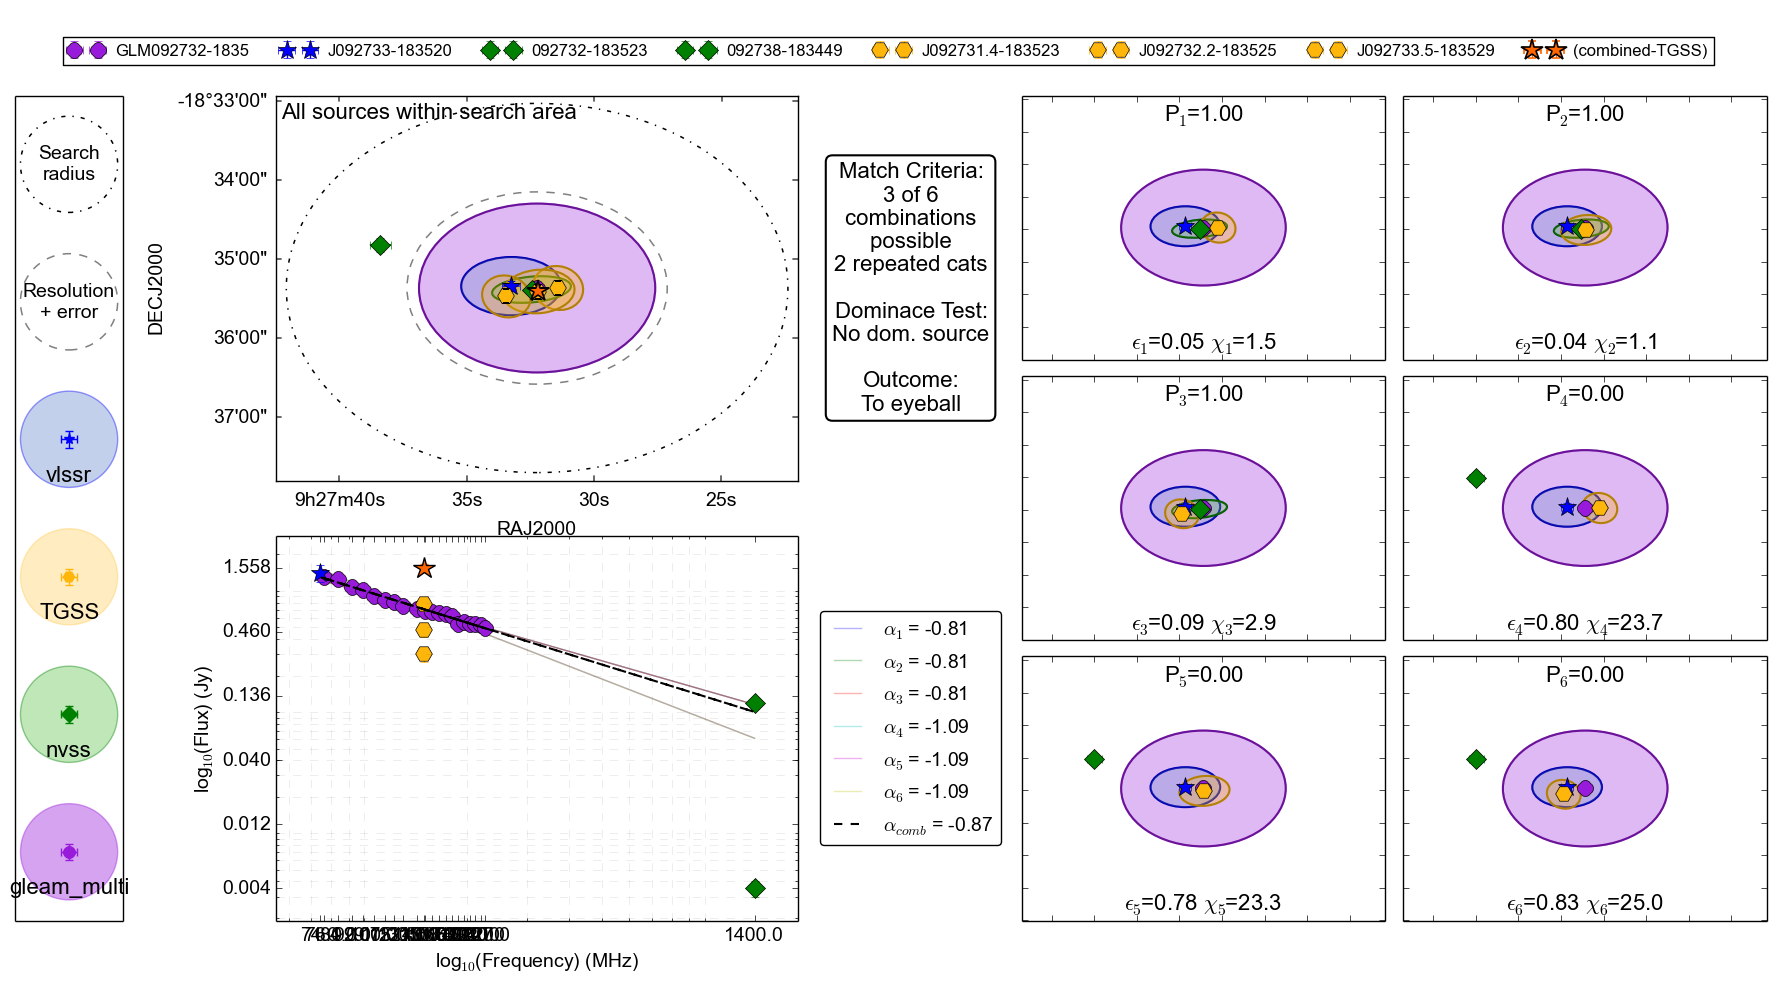 GLM092732-1835 J092733-183520 092732-183523 092738-183449 J092731.4-183523 J092732.2-183525 J092733.5-183529 (combined-TGSS)
Search
radius
Resolution
+ error
vlssr
TGSS
nvss
gleam_multi
All sources within search area
-18°33'00"
34'00"
35'00"
36'00"
37'00"
DECJ2000
9h27m40s 35s 30s 25s
RAJ2000
Match Criteria:
3 of 6
combinations
possible
2 repeated cats
Dominace Test:
No dom. source
Outcome:
To eyeball
1.558
0.460
0.136
0.040
0.012
0.004
log₁₀(Flux) (Jy)
1400.0
log₁₀(Frequency) (MHz)
α₁ = -0.81
α₂ = -0.81
α₃ = -0.81
α₄ = -1.09
α₅ = -1.09
α₆ = -1.09
α_comb = -0.87
P₁=1.00
ϵ₁=0.05 χ₁=1.5
P₂=1.00
ϵ₂=0.04 χ₂=1.1
P₃=1.00
ϵ₃=0.09 χ₃=2.9
P₄=0.00
ϵ₄=0.80 χ₄=23.7
P₅=0.00
ϵ₅=0.78 χ₅=23.3
P₆=0.00
ϵ₆=0.83 χ₆=25.0